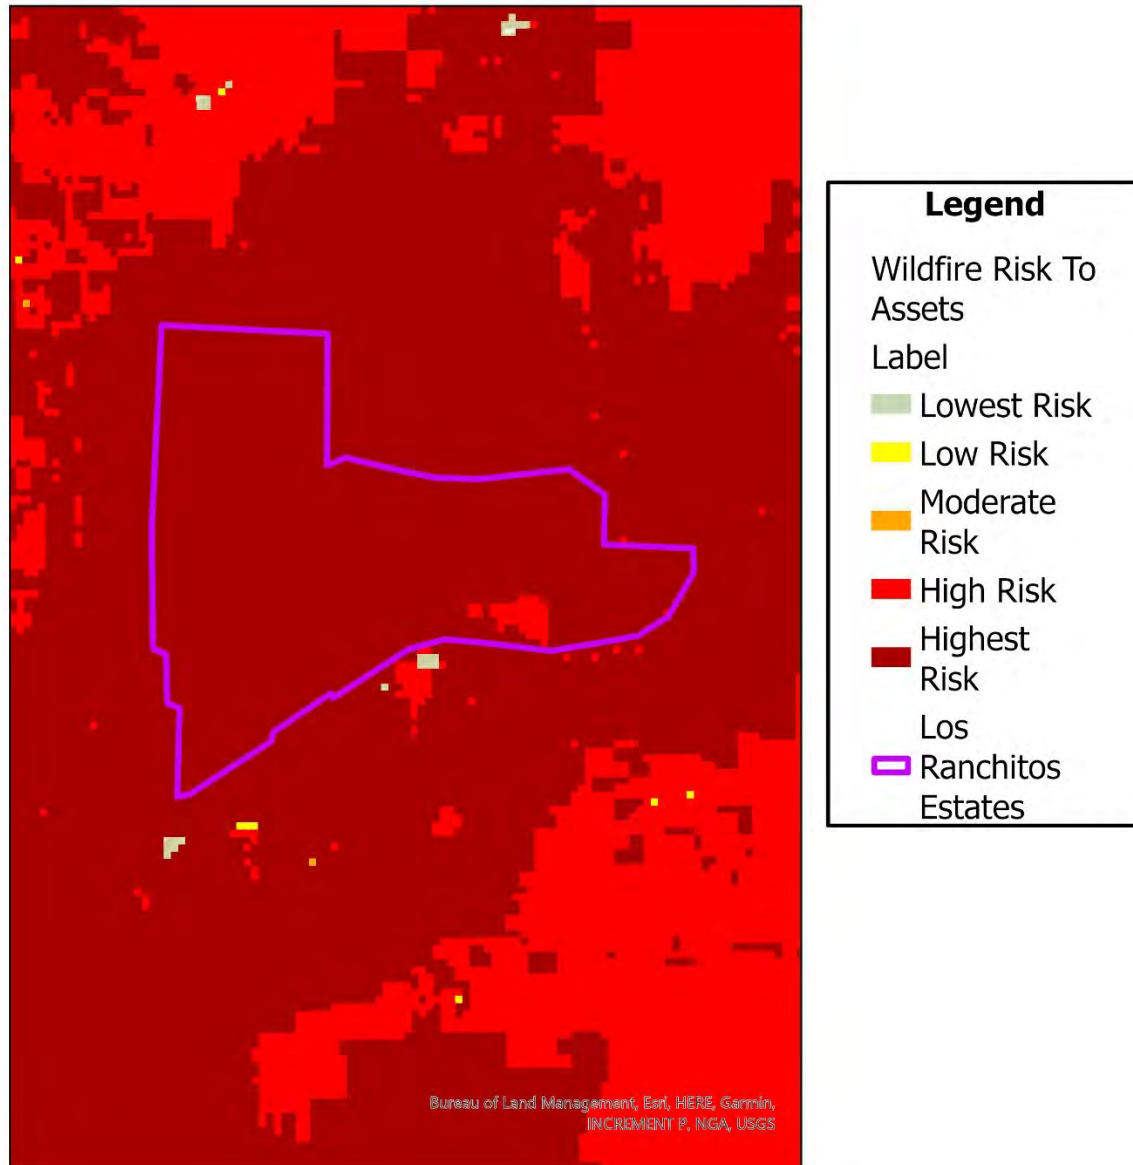 Legend
Wildfire Risk To
Assets
Label
Lowest Risk
Low Risk
Moderate
Risk
High Risk
Highest
Risk
Los
Ranchitos
Estates
Bureau of Land Management, Esri, HERE, Garmin,
INCREMENT P, NGA, USGS